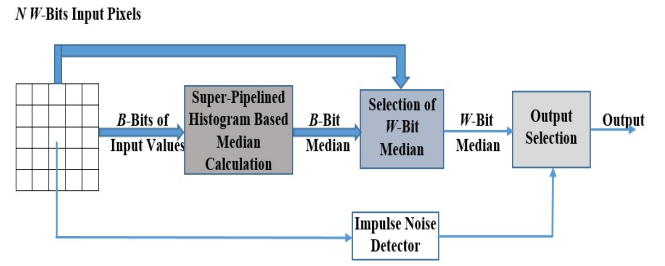 N W-Bits Input Pixels
B-Bits of
Input Values
Super-Pipelined
Histogram Based
Median
Calculation
B-Bit
Median
Selection of
W-Bit
Median
W-Bit
Median
Output
Selection
Output
Impulse Noise
Detector